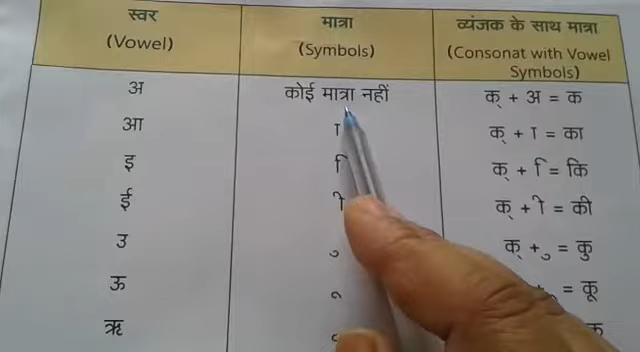 स्वर मात्रा व्यंजक के साथ मात्रा
(Vowel) (Symbols) (Consonat with Vowel
Symbols)
अ कोई मात्रा नहीं क् + अ = क
आ ा क् + ा = का
इ ि क् + ि = कि
ई ी क् + ी = की
उ ु क् + ु = कु
ऊ ू = कू
ऋ